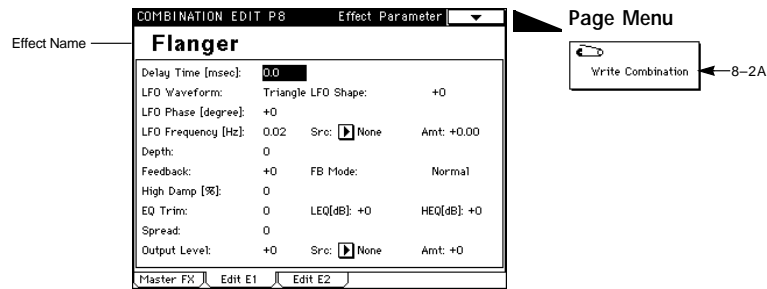 COMBINATION EDIT P8 Effect Parameter
Page Menu
Effect Name
Flanger
Write Combination
8–2A
Delay Time [msec]: 0.0
LFO Waveform: Triangle LFO Shape: +0
LFO Phase [degree]: +0
LFO Frequency [Hz]: 0.02 Src: None Amt: +0.00
Depth: 0
Feedback: +0 FB Mode: Normal
High Damp [%]: 0
EQ Trim: 0 LEQ[dB]: +0 HEQ[dB]: +0
Spread: 0
Output Level: +0 Src: None Amt: +0
Master FX Edit E1 Edit E2